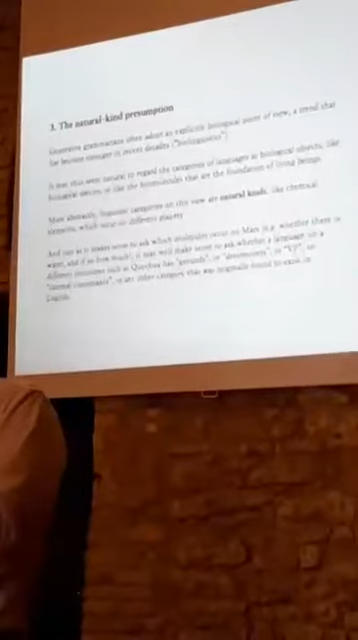 3. The natural-kind presumption
Generative grammarians often adopt an explicitly biological point of view, a trend that
has become stronger in recent decades ("biolinguistics")
It may thus seem natural to regard the categories of languages as biological objects, like
biological species, or like the biomolecules that are the foundation of living beings.
More abstractly, linguistic categories on this view are natural kinds, like chemical
elements, which occur on different planets
And just as it makes sense to ask which molecules occur on Mars (e.g. whether there is
water, and if so how much), it may well make sense to ask whether a language on a
different continent such as Quechua has "gerunds", or "determiners", or "VP", or
"internal constituents", or any other category that was originally found to exist in
English.